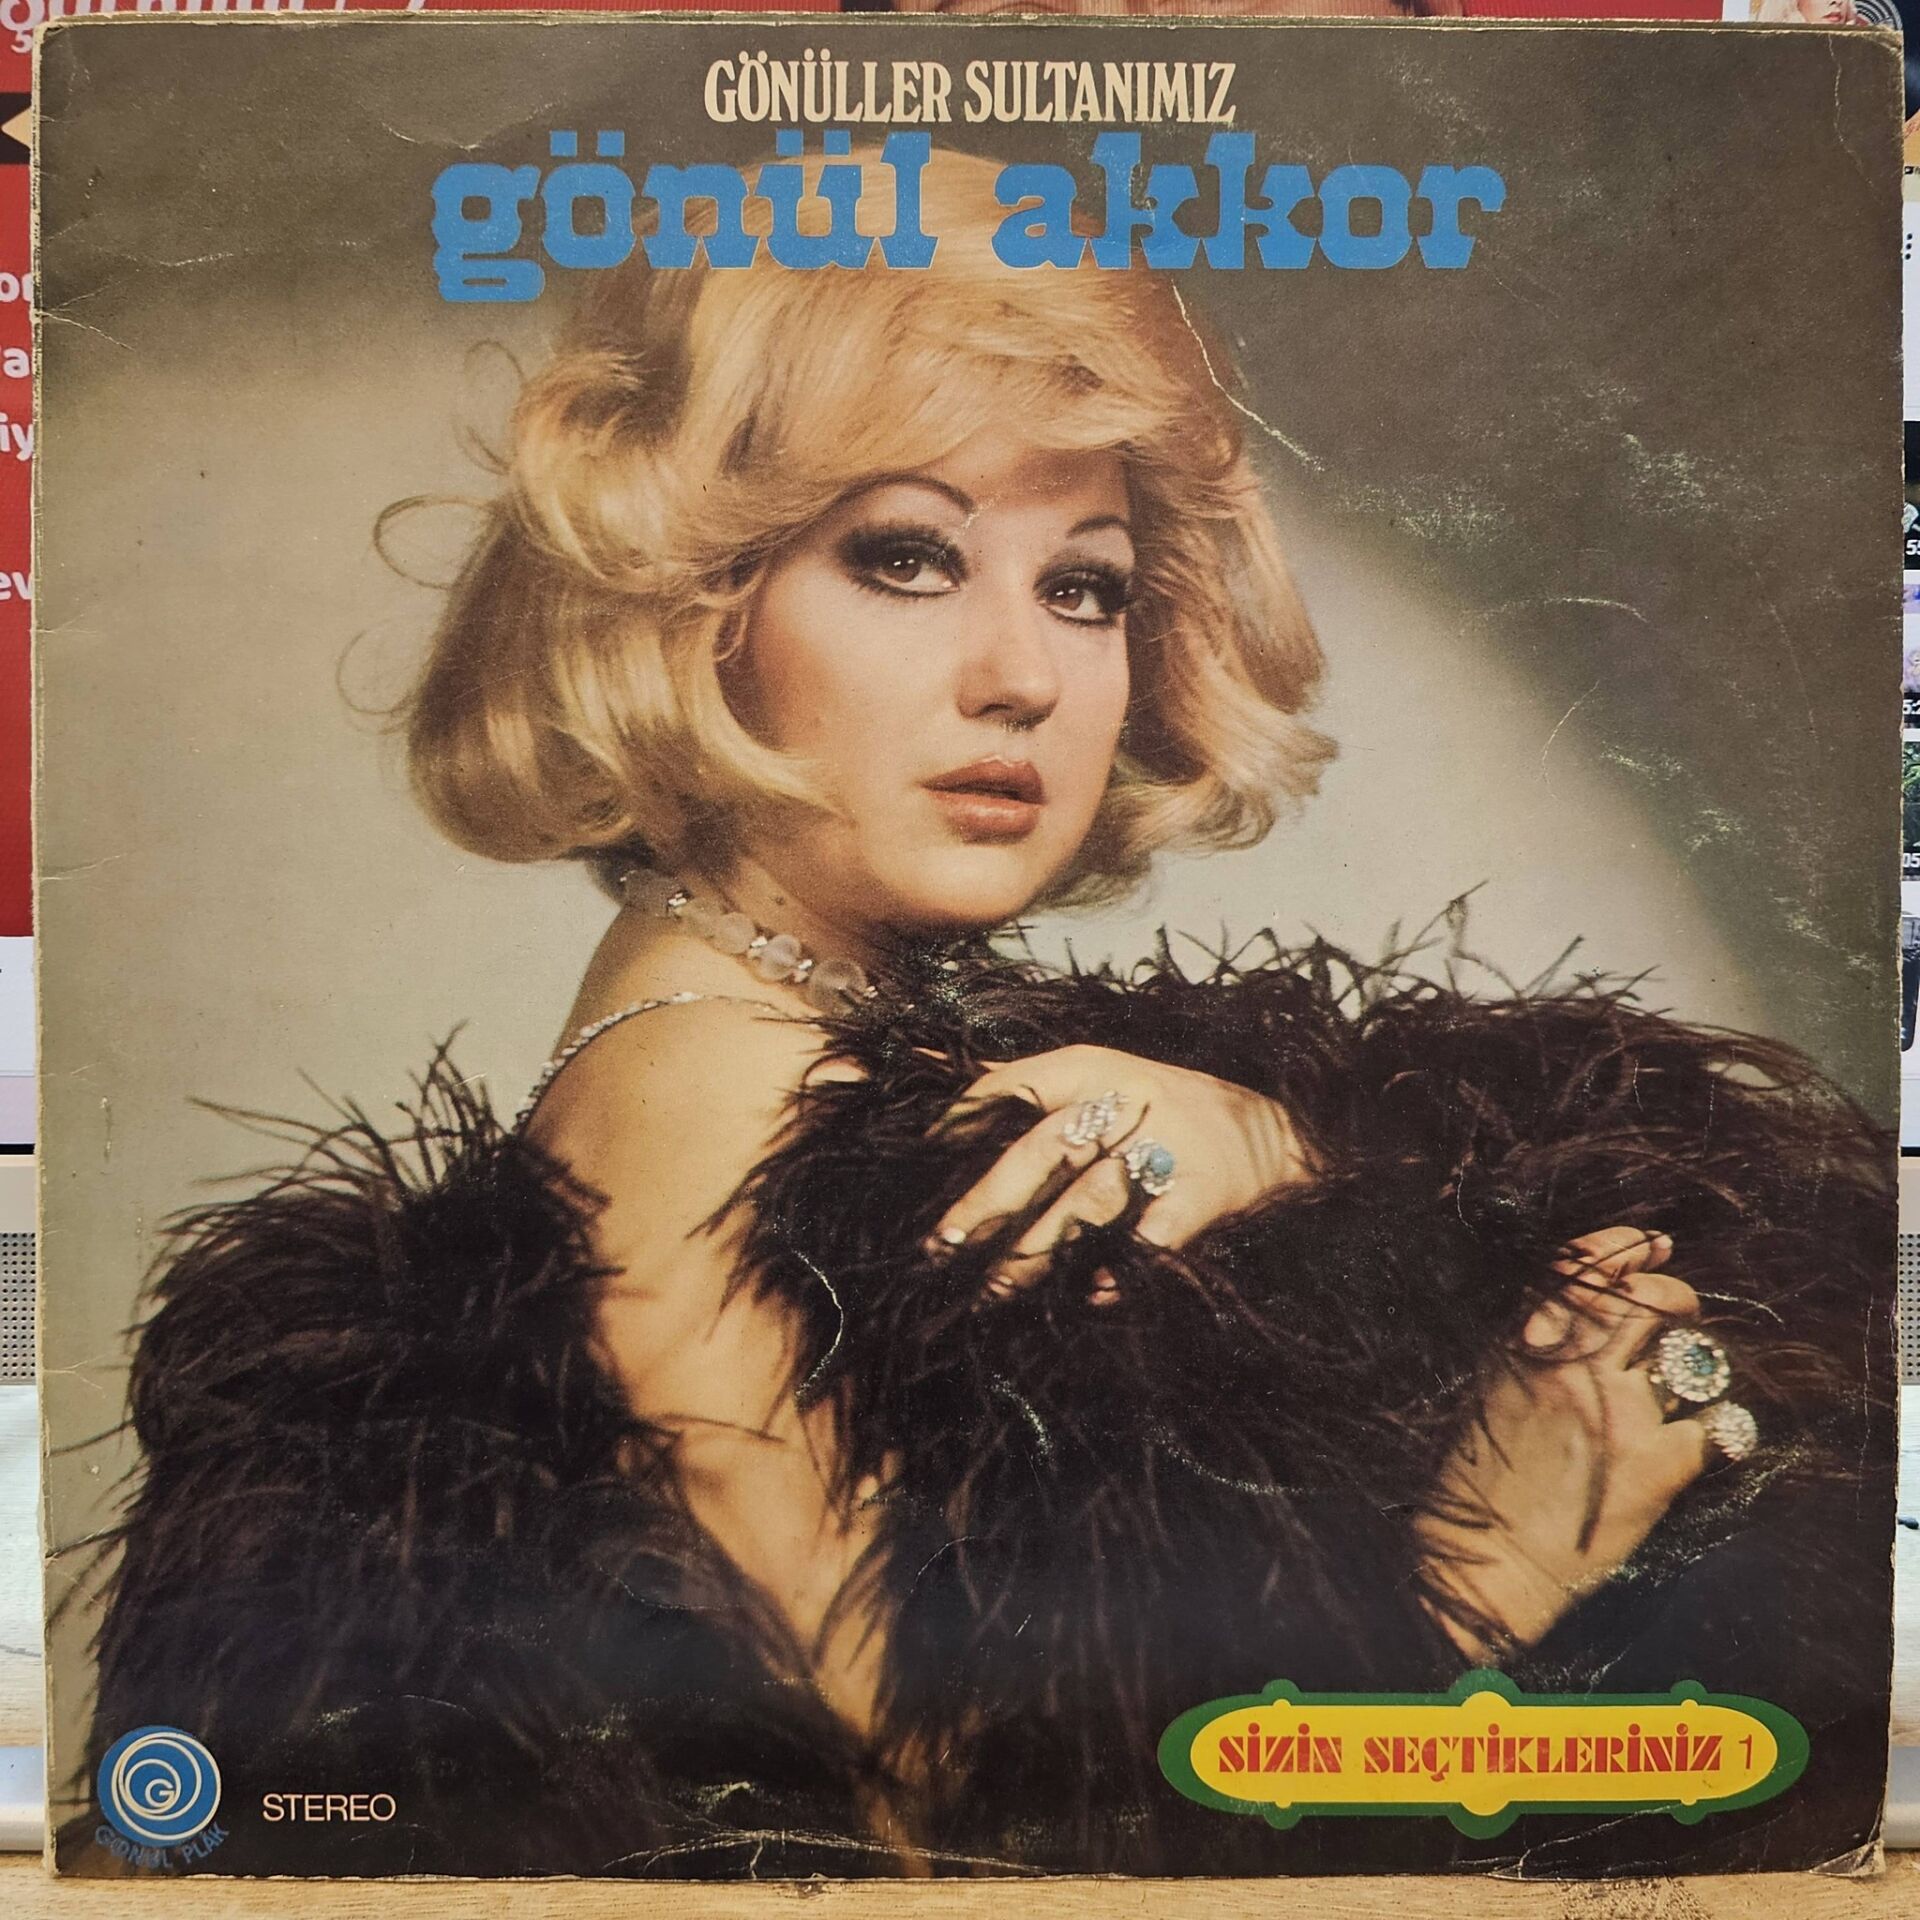 GÖNÜLLER SULTANIMIZ
gönül akkor
SİZİN SEÇTİKLERİNİZ 1
G
GÖNÜL PLAK
STEREO